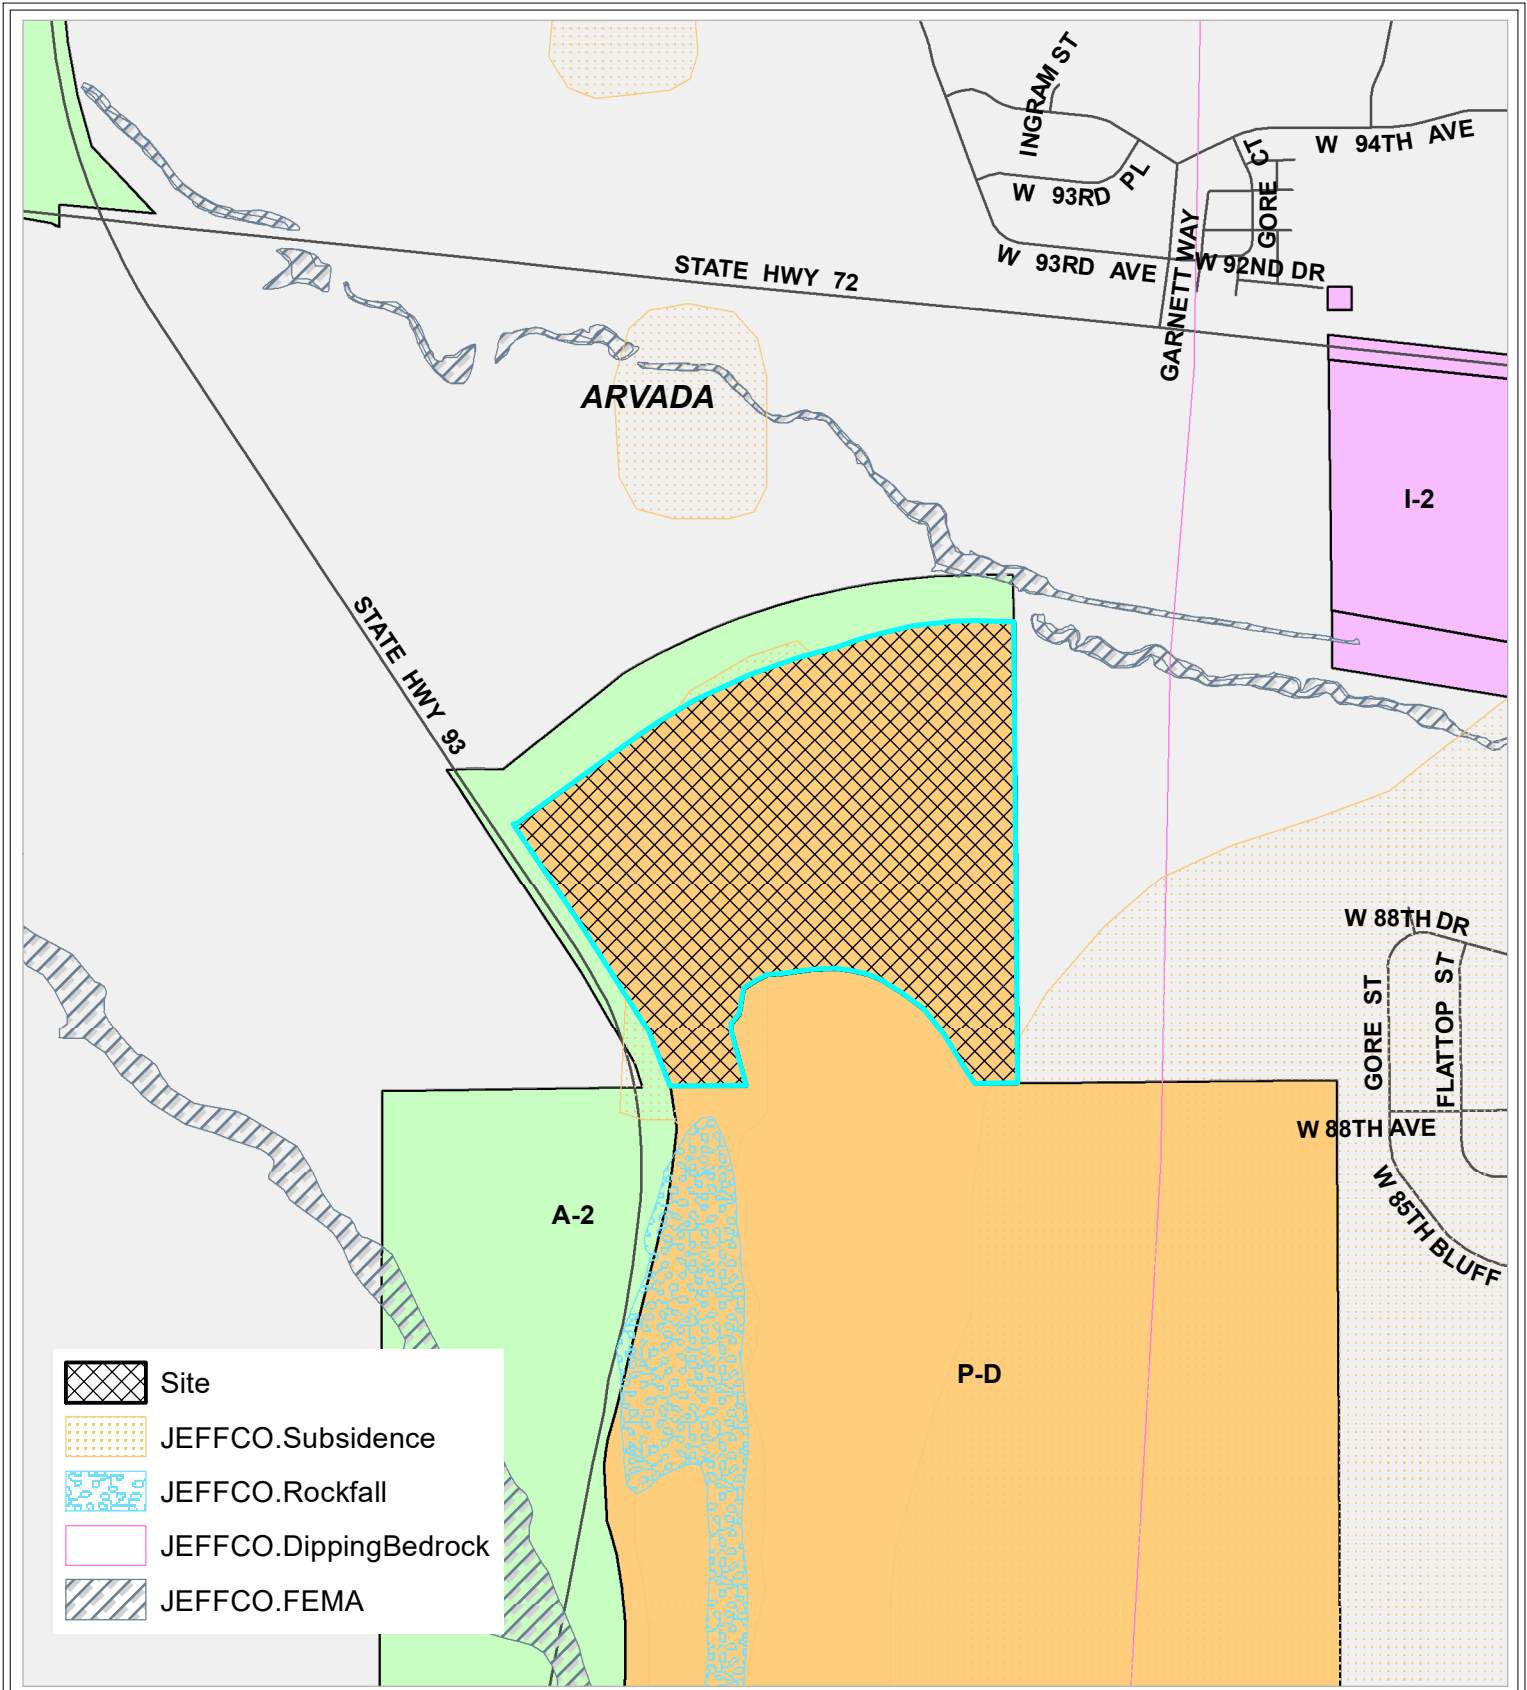 INGRAM ST
W 94TH AVE
CT
GORE
W 93RD PL
W 93RD AVE
GARNETT WAY
W 92ND DR
STATE HWY 72
ARVADA
I-2
STATE HWY 93
W 88TH DR
GORE ST
FLATTOP ST
W 88TH AVE
W 85TH BLUFF
A-2
P-D
Site
JEFFCO.Subsidence
JEFFCO.Rockfall
JEFFCO.DippingBedrock
JEFFCO.FEMA